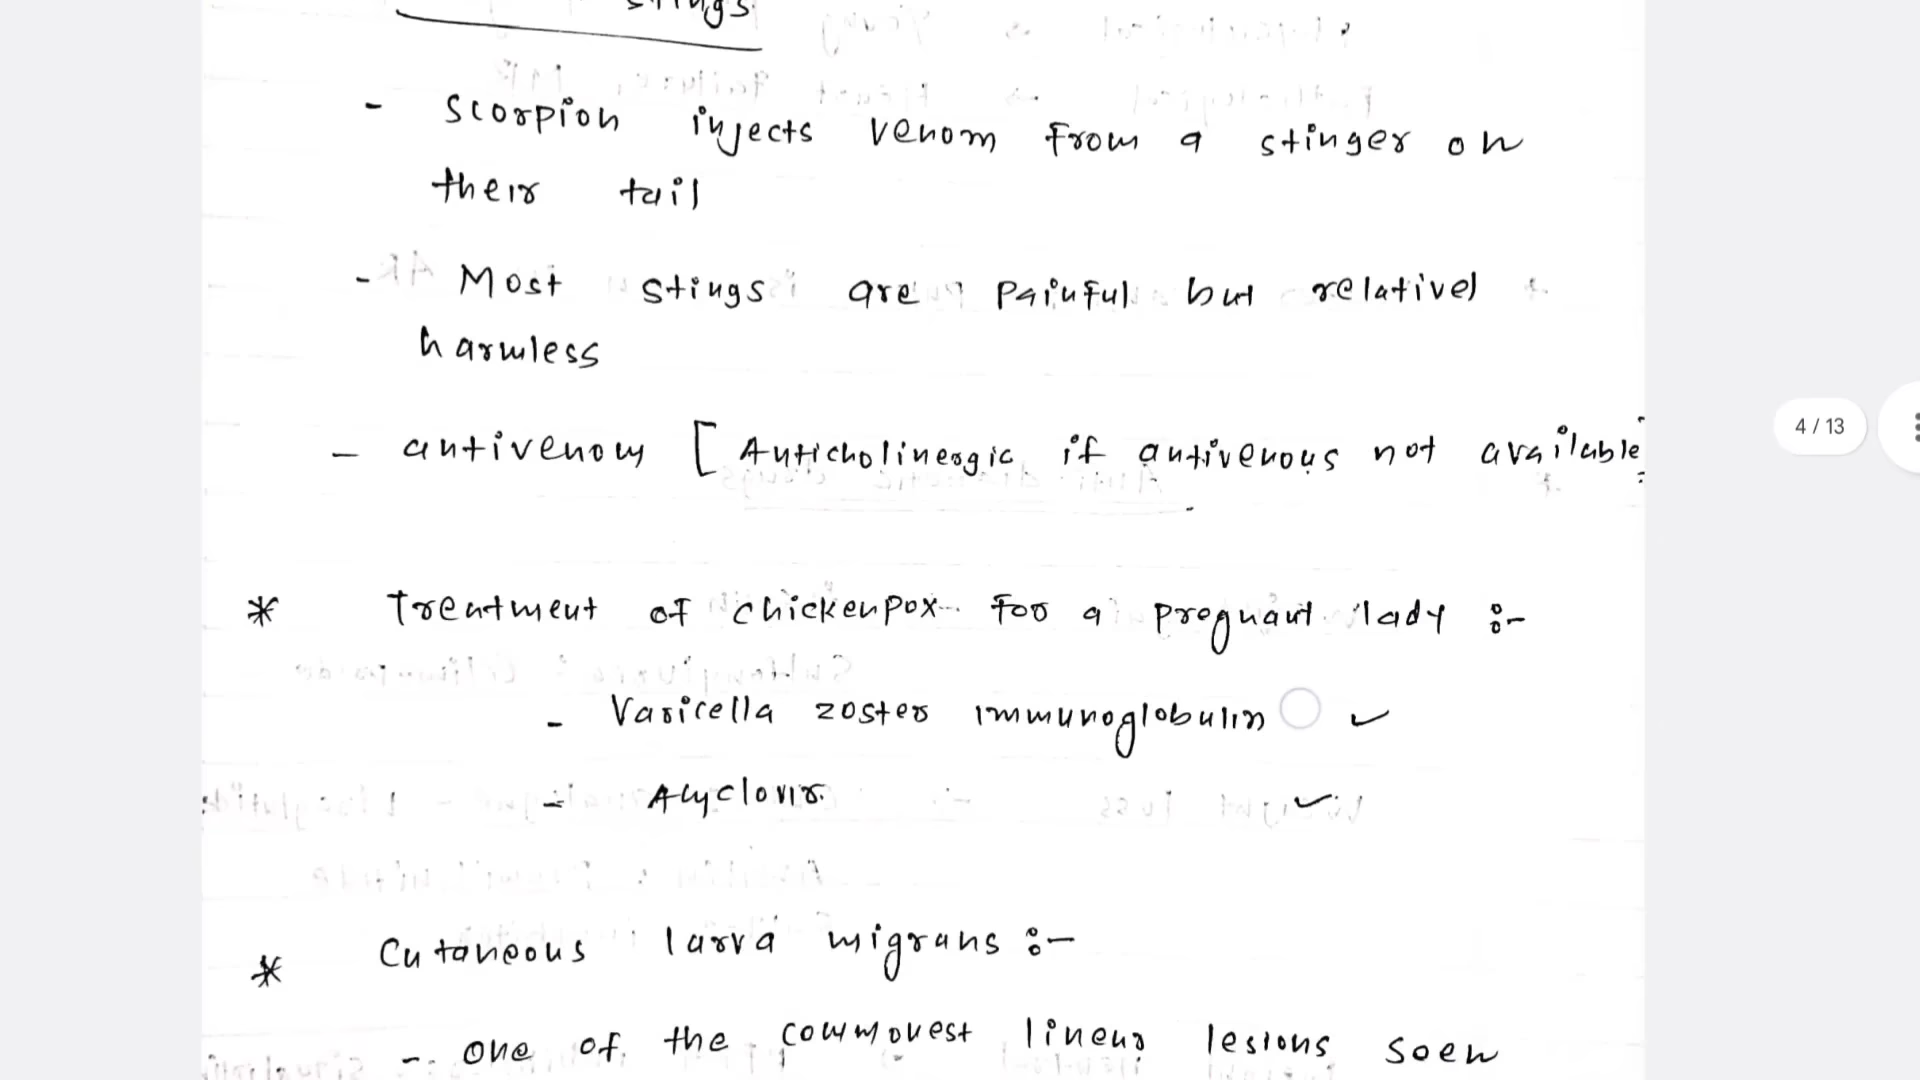 stings
- Scorpion injects venom from a stinger on
their tail
- Most stings are painful but relativel
harmless
- antivenom [Anticholinergic if antivenous not available]
* Treatment of chickenpox for a pregnant lady :-
- Varicella zoster immunoglobulin ✓
- Acyclovir. ✓
* Cutaneous larva migrans :-
- One of the commonest linear lesions seen
4 / 13